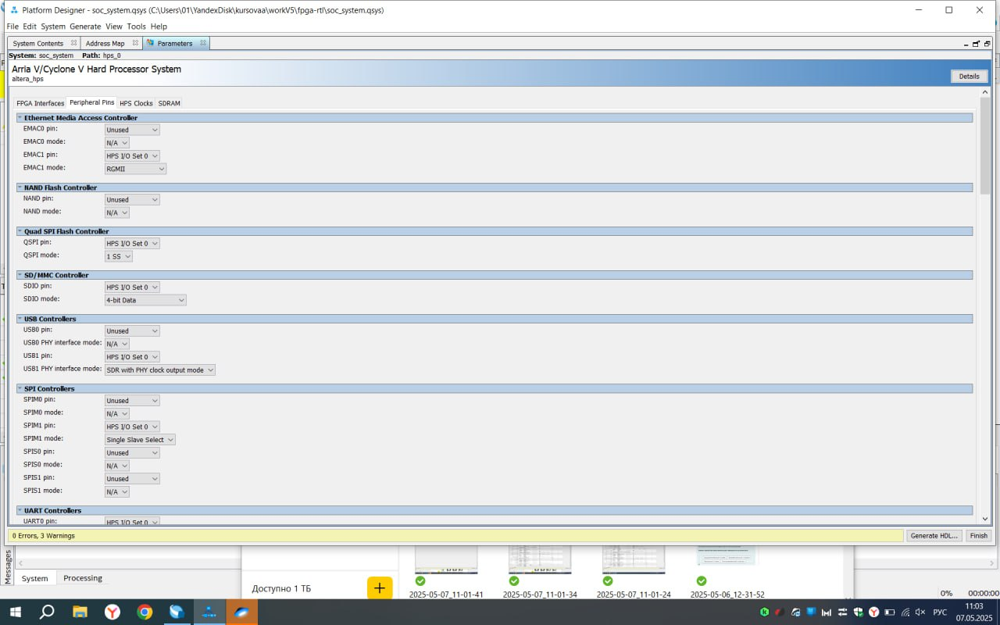 Platform Designer - soc_system.qsys (C:\Users\01\YandexDisk\kursovaa\workV5\fpga-rtl\soc_system.qsys)
File Edit System Generate View Tools Help
System Contents Address Map Parameters
System: soc_system Path: hps_0
Arria V/Cyclone V Hard Processor System
altera_hps
Details
FPGA Interfaces Peripheral Pins HPS Clocks SDRAM
Ethernet Media Access Controller
EMAC0 pin: Unused
EMAC0 mode: N/A
EMAC1 pin: HPS I/O Set 0
EMAC1 mode: RGMII
NAND Flash Controller
NAND pin: Unused
NAND mode: N/A
Quad SPI Flash Controller
QSPI pin: HPS I/O Set 0
QSPI mode: 1 SS
SD/MMC Controller
SDIO pin: HPS I/O Set 0
SDIO mode: 4-bit Data
USB Controllers
USB0 pin: Unused
USB0 PHY interface mode: N/A
USB1 pin: HPS I/O Set 0
USB1 PHY interface mode: SDR with PHY clock output mode
SPI Controllers
SPIM0 pin: Unused
SPIM0 mode: N/A
SPIM1 pin: HPS I/O Set 0
SPIM1 mode: Single Slave Select
SPIS0 pin: Unused
SPIS0 mode: N/A
SPIS1 pin: Unused
SPIS1 mode: N/A
UART Controllers
UART0 pin: HPS I/O Set 0
0 Errors, 3 Warnings
Generate HDL... Finish
Messages
System Processing
Доступно 1 ТБ
2025-05-07_11-01-41 2025-05-07_11-01-34 2025-05-07_11-01-24 2025-05-06_12-31-52
0% 00:00:00
РУС
11:03
07.05.2025